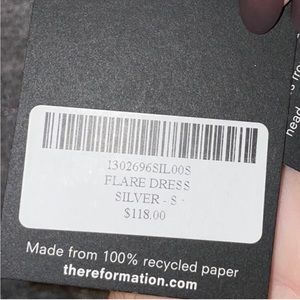 1302696SIL00S
FLARE DRESS
SILVER - S
$118.00
Made from 100% recycled paper
thereformation.com